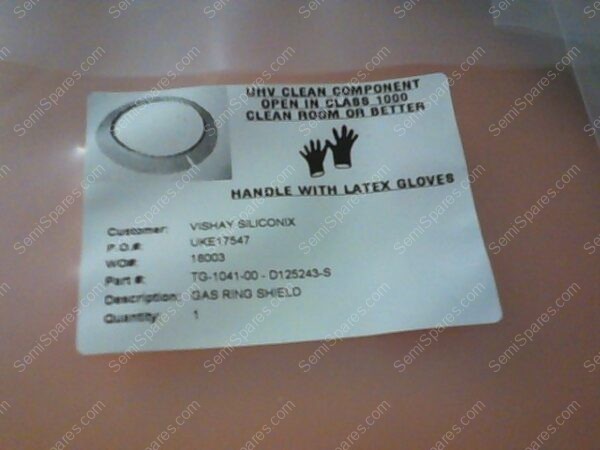 UHV CLEAN COMPONENT
OPEN IN CLASS 1000
CLEAN ROOM OR BETTER
HANDLE WITH LATEX GLOVES
Customer: VISHAY SILICONIX
P.O.#: UKE17547
WO#: 16003
Part #: TG-1041-00 - D125243-S
Description: GAS RING SHIELD
Quantity: 1
SemiSpares.com